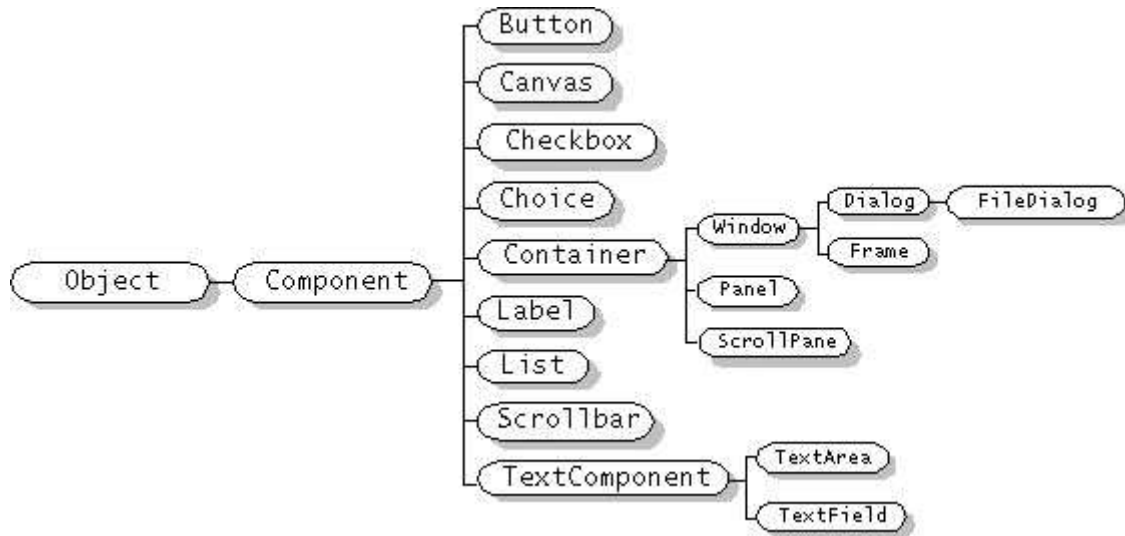 Object
Component
Button
Canvas
Checkbox
Choice
Container
Window
Dialog
FileDialog
Frame
Panel
ScrollPane
Label
List
Scrollbar
TextComponent
TextArea
TextField